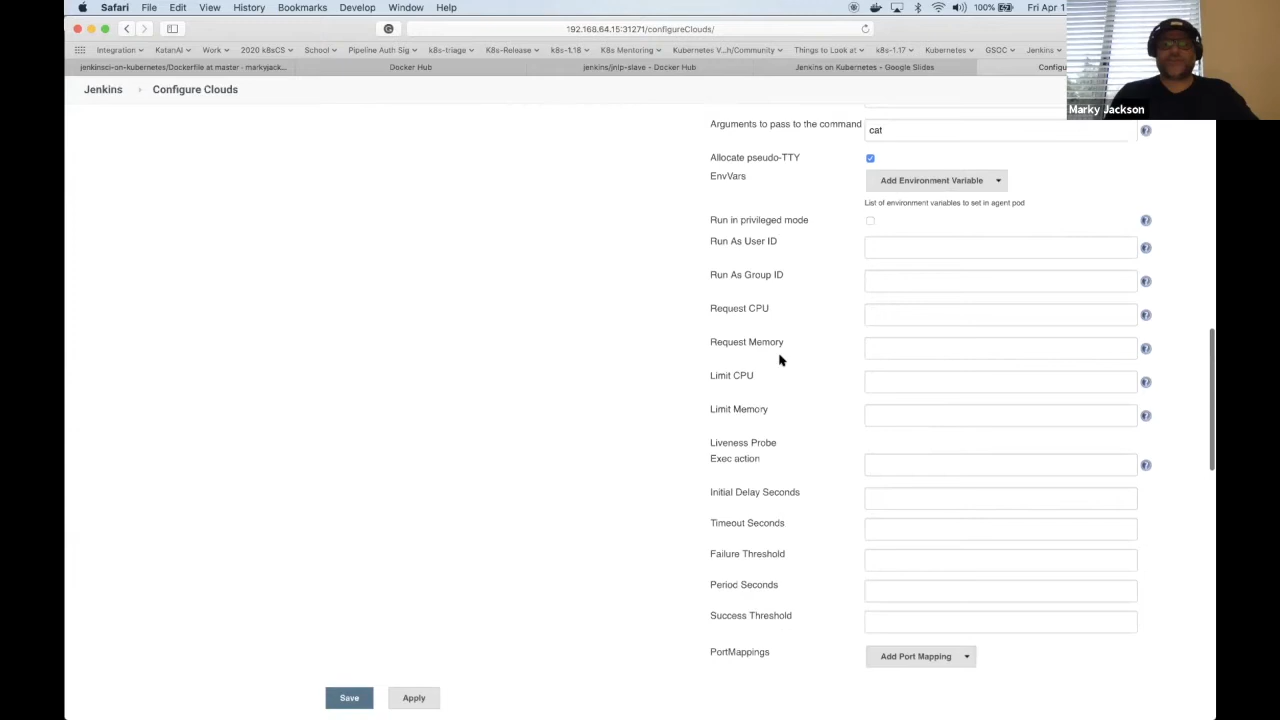 Safari File Edit View History Bookmarks Develop Window Help 100% Fri Apr 1
192.168.64.15:31271/configureClouds/
Integration KatanAI Work 2020 k8sCS School Pipeline Auth Sig k8s-triage K8s-Release k8s-1.18 K8s Mentoring Kubernetes V...h/Community Things to Look at k8s-1.17 Kubernetes GSOC Jenkins
jenkinsci-on-kubernetes/Dockerfile at master · markyjack... Docker Hub jenkins/jnlp-slave - Docker Hub Jenkins on Kubernetes - Google Slides Configu
Marky Jackson
Jenkins › Configure Clouds
Arguments to pass to the command cat
Allocate pseudo-TTY
EnvVars Add Environment Variable
List of environment variables to set in agent pod
Run in privileged mode
Run As User ID
Run As Group ID
Request CPU
Request Memory
Limit CPU
Limit Memory
Liveness Probe
Exec action
Initial Delay Seconds
Timeout Seconds
Failure Threshold
Period Seconds
Success Threshold
PortMappings Add Port Mapping
Save Apply